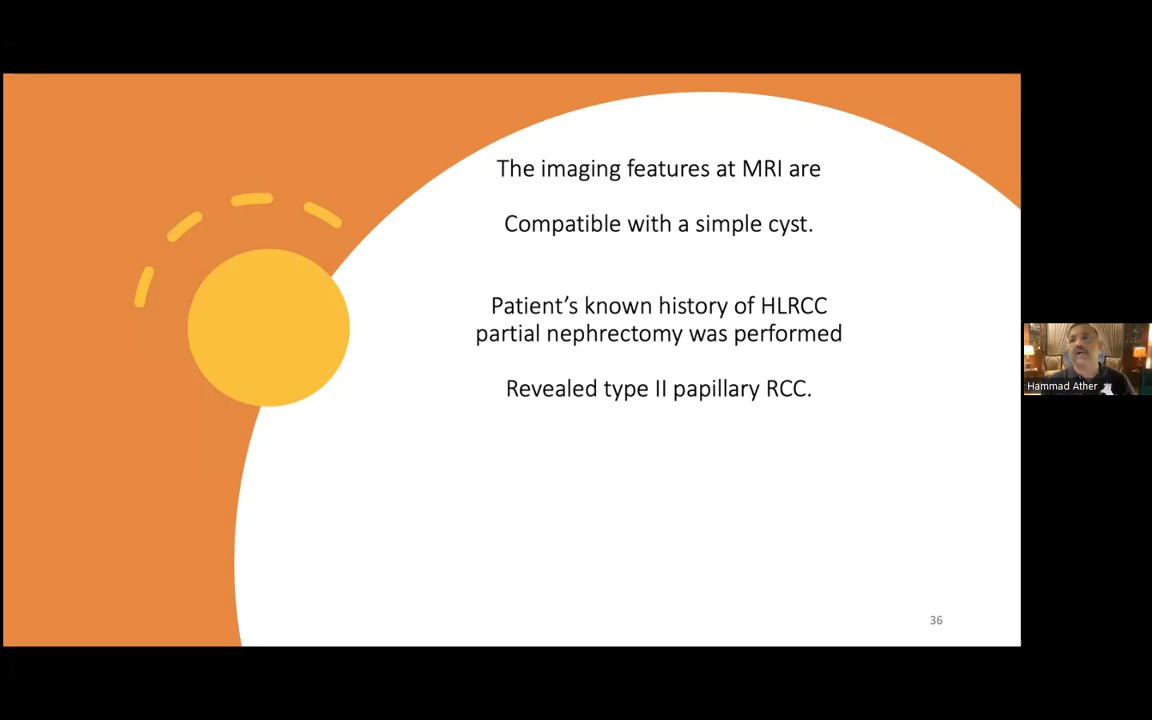 The imaging features at MRI are
Compatible with a simple cyst.
Patient’s known history of HLRCC
partial nephrectomy was performed
Revealed type II papillary RCC.
Hammad Ather
36